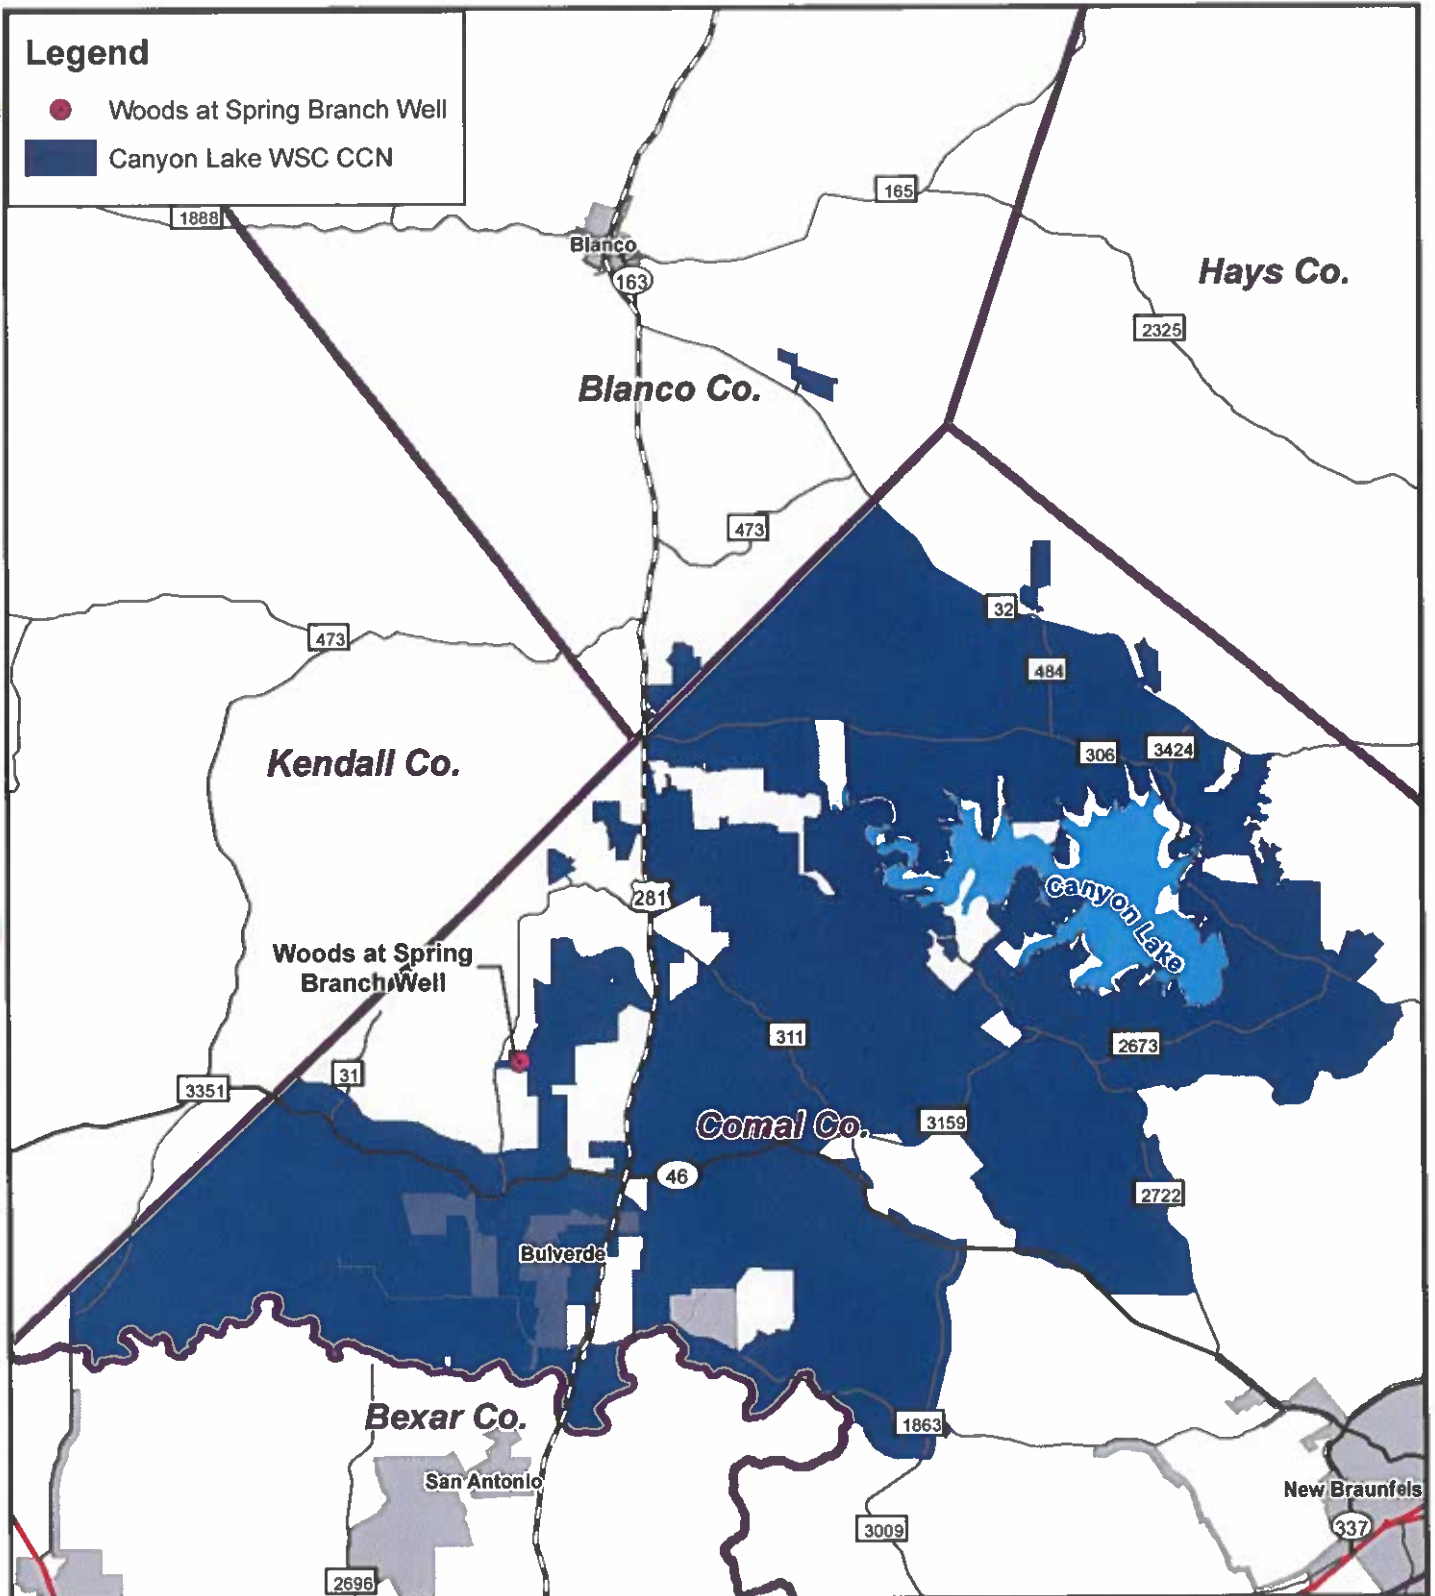 Legend
Woods at Spring Branch Well
Canyon Lake WSC CCN
1888
165
Blanco
163
Hays Co.
2325
Blanco Co.
473
32
473
484
Kendall Co.
306
3424
281
Canyon Lake
Woods at Spring
Branch Well
311
2673
31
3351
Comal Co.
3159
46
2722
Bulverde
Bexar Co.
1863
San Antonio
New Braunfels
3009
337
2696